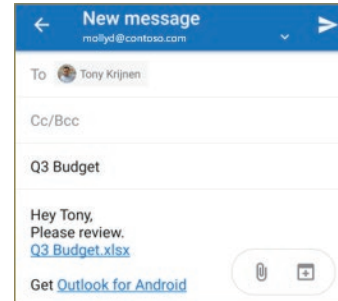 New message
mollyd@contoso.com
To Tony Krijnen
Cc/Bcc
Q3 Budget
Hey Tony,
Please review.
Q3 Budget.xlsx
Get Outlook for Android